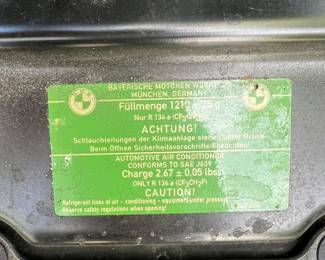 BAYERISCHE MOTOREN WERKE
MÜNCHEN, GERMANY
Füllmenge 1210 ± 25 g
Nur R 134 a (CF₃CH₂F)
ACHTUNG!
Schlauchleitungen der Klimaanlage stehen unter Druck
Beim Öffnen Sicherheitsvorschriften beachten!
AUTOMOTIVE AIR CONDITIONER
CONFORMS TO SAE J639
Charge 2,67 ± 0,05 lbs
ONLY R 134 a (CF₃CH₂F)
CAUTION!
Refrigerant lines of air - conditioning - equipment under pressure
Observe safety regulations when opening!